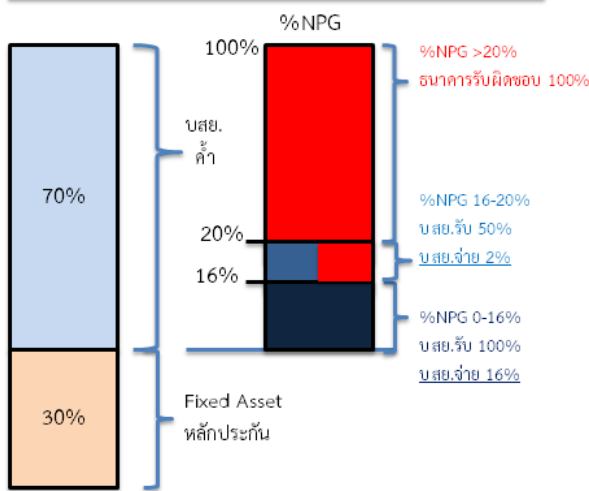 %NPG
100%
%NPG >20%
ธนาคารรับผิดชอบ 100%
บสย.
ค้ำ
70%
%NPG 16-20%
บสย.รับ 50%
บสย.จ่าย 2%
20%
16%
%NPG 0-16%
บสย.รับ 100%
บสย.จ่าย 16%
Fixed Asset
หลักประกัน
30%